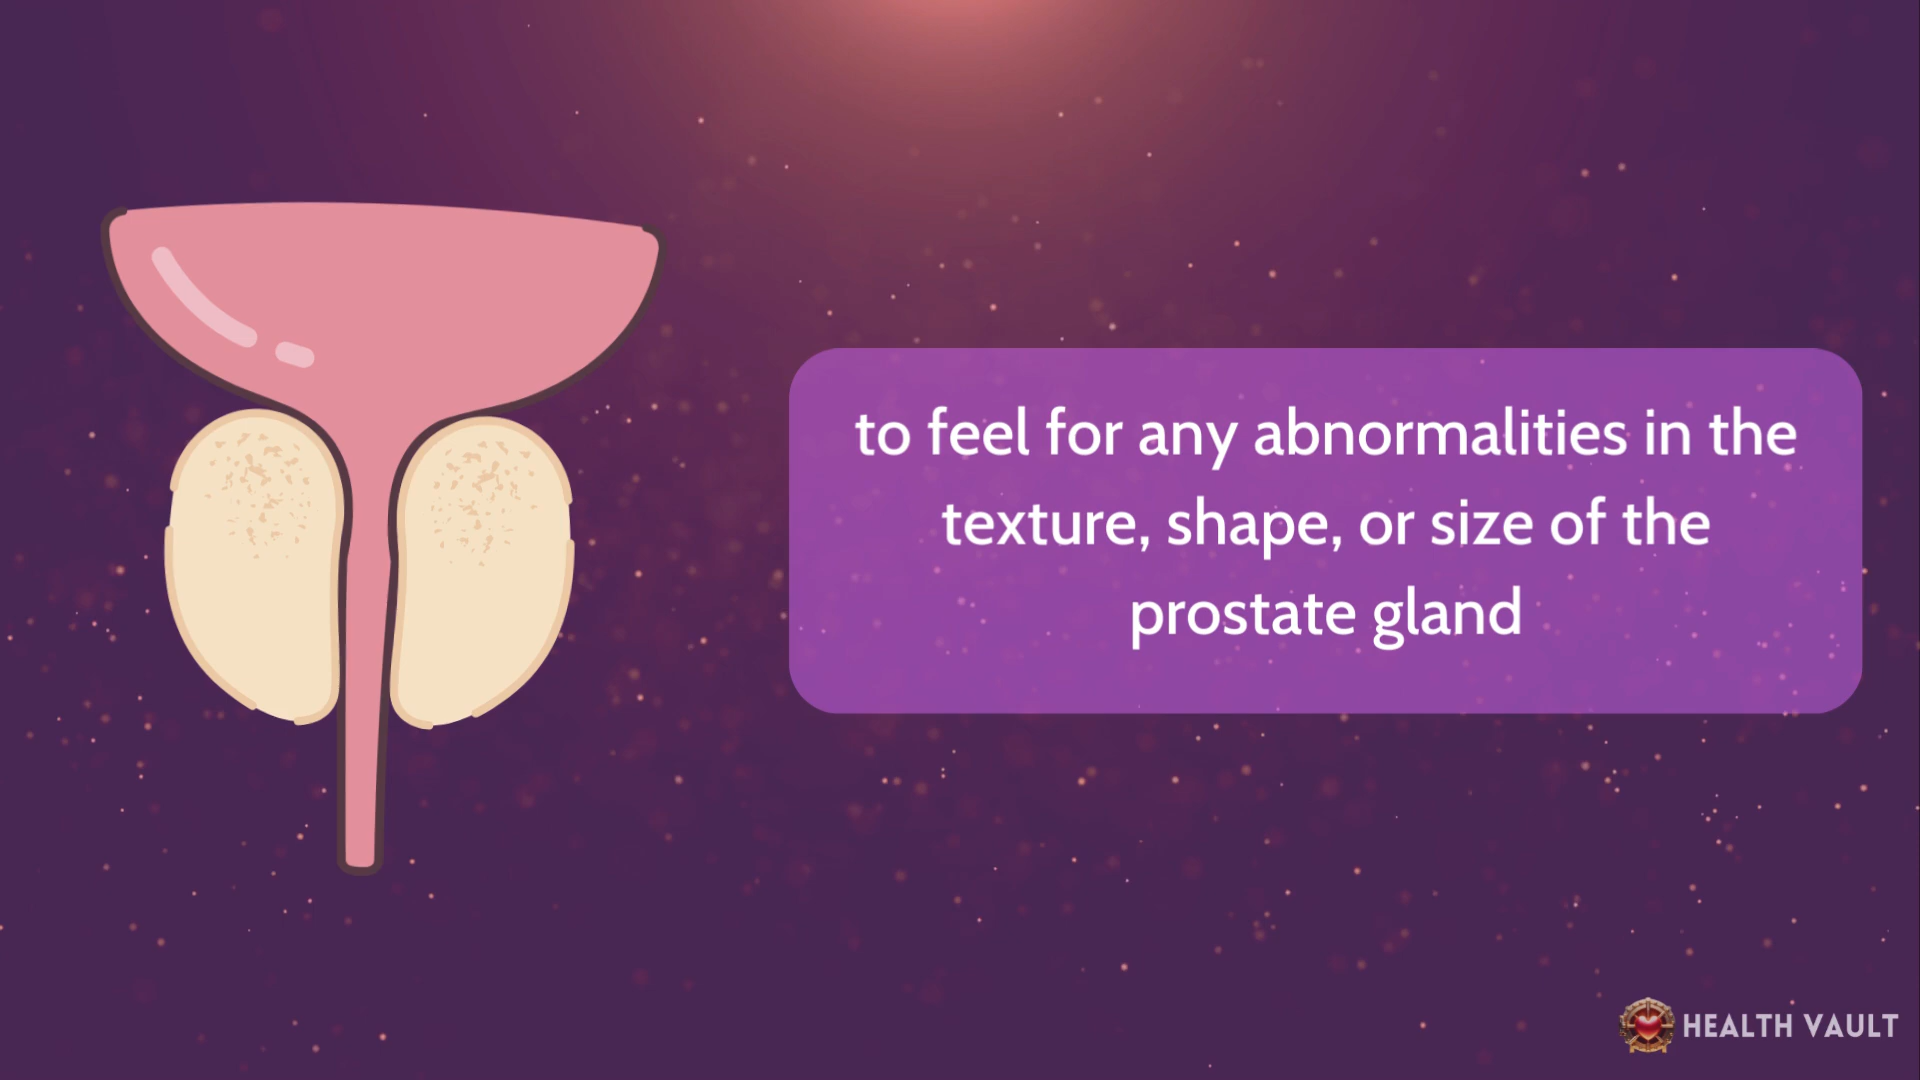 to feel for any abnormalities in the
texture, shape, or size of the
prostate gland
HEALTH VAULT